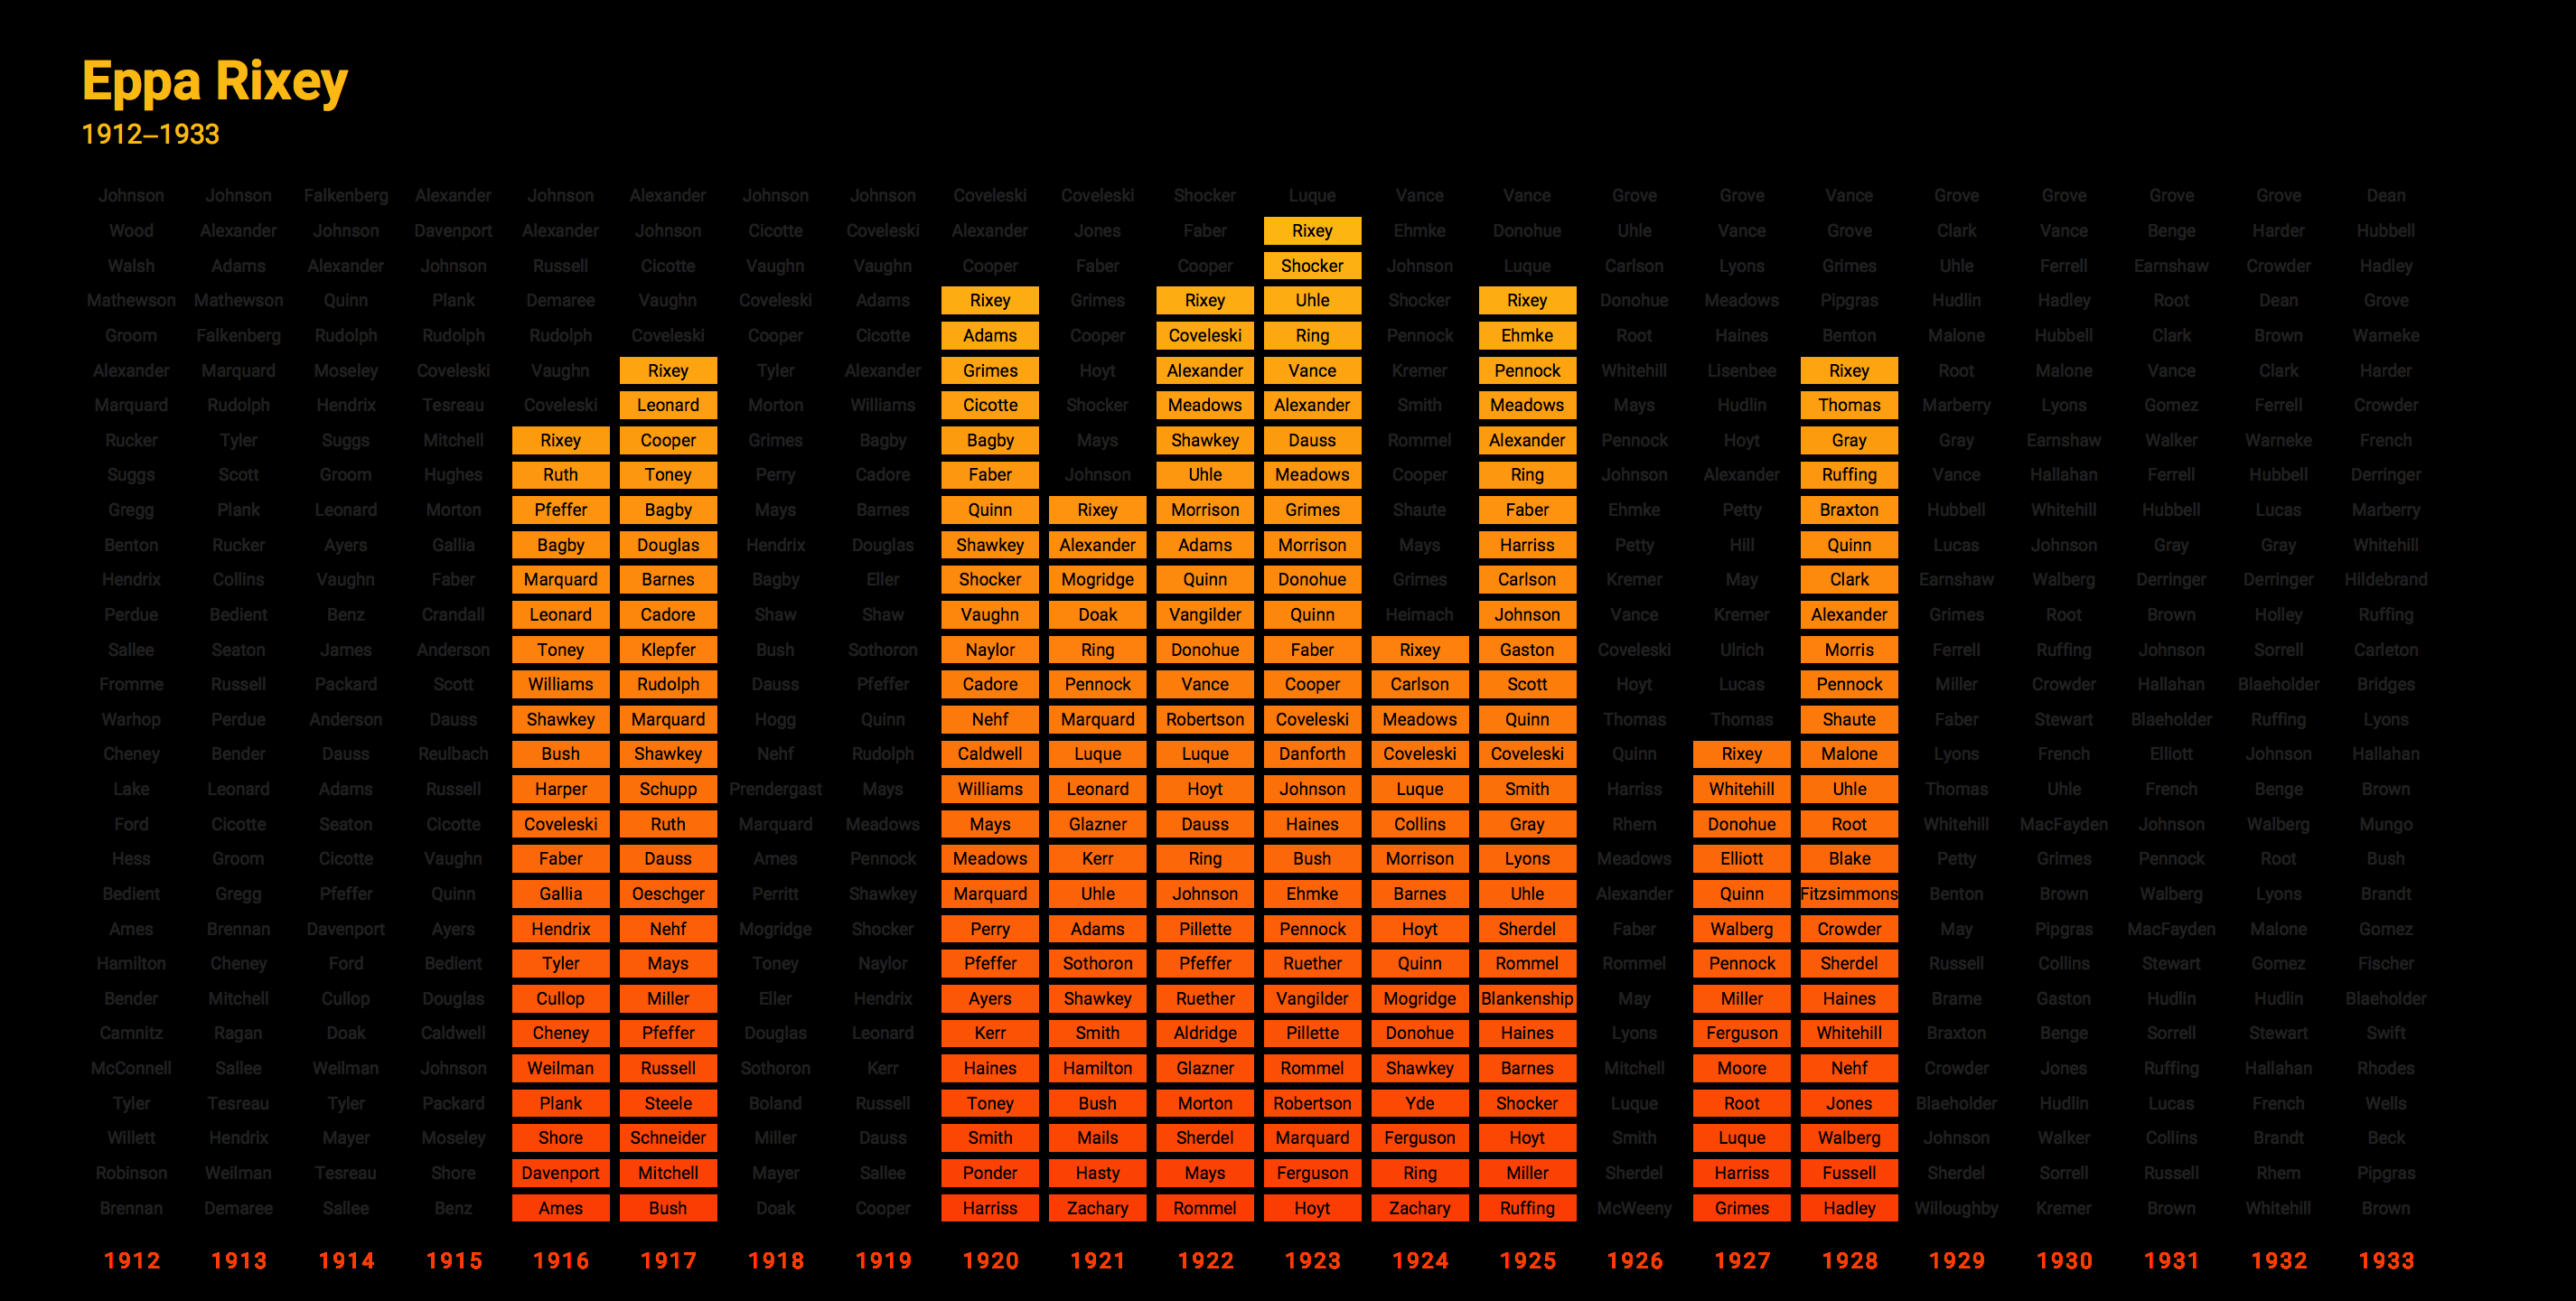 Eppa Rixey
1912–1933
Johnson Johnson Falkenberg Alexander Johnson Alexander Johnson Johnson Coveleski Coveleski Shocker Luque Vance Vance Grove Grove Vance Grove Grove Grove Grove Dean
Wood Alexander Johnson Davenport Alexander Johnson Cicotte Coveleski Alexander Jones Faber Rixey Ehmke Donohue Uhle Vance Grove Clark Vance Benge Harder Hubbell
Walsh Adams Alexander Johnson Russell Cicotte Vaughn Vaughn Cooper Faber Cooper Shocker Johnson Luque Carlson Lyons Grimes Uhle Ferrell Earnshaw Crowder Hadley
Mathewson Mathewson Quinn Plank Demaree Vaughn Coveleski Adams Rixey Grimes Rixey Uhle Shocker Rixey Donohue Meadows Pipgras Hudlin Hadley Root Dean Grove
Groom Falkenberg Rudolph Rudolph Rudolph Coveleski Cooper Cicotte Adams Cooper Coveleski Ring Pennock Ehmke Root Haines Benton Malone Hubbell Clark Brown Warneke
Alexander Marquard Moseley Coveleski Vaughn Rixey Tyler Alexander Grimes Hoyt Alexander Vance Kremer Pennock Whitehill Lisenbee Rixey Root Malone Vance Clark Harder
Marquard Rudolph Hendrix Tesreau Coveleski Leonard Morton Williams Cicotte Shocker Meadows Alexander Smith Meadows Mays Hudlin Thomas Marberry Lyons Gomez Ferrell Crowder
Rucker Tyler Suggs Mitchell Rixey Cooper Grimes Bagby Bagby Mays Shawkey Dauss Rommel Alexander Pennock Hoyt Gray Gray Earnshaw Walker Warneke French
Suggs Scott Groom Hughes Ruth Toney Perry Cadore Faber Johnson Uhle Meadows Cooper Ring Johnson Alexander Ruffing Vance Hallahan Ferrell Hubbell Derringer
Gregg Plank Leonard Morton Pfeffer Bagby Mays Barnes Quinn Rixey Morrison Grimes Shaute Faber Ehmke Petty Braxton Hubbell Whitehill Hubbell Lucas Marberry
Benton Rucker Ayers Gallia Bagby Douglas Hendrix Douglas Shawkey Alexander Adams Morrison Mays Harriss Petty Hill Quinn Lucas Johnson Gray Gray Whitehill
Hendrix Collins Vaughn Faber Marquard Barnes Bagby Eller Shocker Mogridge Quinn Donohue Grimes Carlson Kremer May Clark Earnshaw Walberg Derringer Derringer Hildebrand
Perdue Bedient Benz Crandall Leonard Cadore Shaw Shaw Vaughn Doak Vangilder Quinn Heimach Johnson Vance Kremer Alexander Grimes Root Brown Holley Ruffing
Sallee Seaton James Anderson Toney Klepfer Bush Sothoron Naylor Ring Donohue Faber Rixey Gaston Coveleski Ulrich Morris Ferrell Ruffing Johnson Sorrell Carleton
Fromme Russell Packard Scott Williams Rudolph Dauss Pfeffer Cadore Pennock Vance Cooper Carlson Scott Hoyt Lucas Pennock Miller Crowder Hallahan Blaeholder Bridges
Warhop Perdue Anderson Dauss Shawkey Marquard Hogg Quinn Nehf Marquard Robertson Coveleski Meadows Quinn Thomas Thomas Shaute Faber Stewart Blaeholder Ruffing Lyons
Cheney Bender Dauss Reulbach Bush Shawkey Nehf Rudolph Caldwell Luque Luque Danforth Coveleski Coveleski Quinn Rixey Malone Lyons French Elliott Johnson Hallahan
Lake Leonard Adams Russell Harper Schupp Prendergast Mays Williams Leonard Hoyt Johnson Luque Smith Harriss Whitehill Uhle Thomas Uhle French Benge Brown
Ford Cicotte Seaton Cicotte Coveleski Ruth Marquard Meadows Mays Glazner Dauss Haines Collins Gray Rhem Donohue Root Whitehill MacFayden Johnson Walberg Mungo
Hess Groom Cicotte Vaughn Faber Dauss Ames Pennock Meadows Kerr Ring Bush Morrison Lyons Meadows Elliott Blake Petty Grimes Pennock Root Bush
Bedient Gregg Pfeffer Quinn Gallia Oeschger Perritt Shawkey Marquard Uhle Johnson Ehmke Barnes Uhle Alexander Quinn Fitzsimmons Benton Brown Walberg Lyons Brandt
Ames Brennan Davenport Ayers Hendrix Nehf Mogridge Shocker Perry Adams Pillette Pennock Hoyt Sherdel Faber Walberg Crowder May Pipgras MacFayden Malone Gomez
Hamilton Cheney Ford Bedient Tyler Mays Toney Naylor Pfeffer Sothoron Pfeffer Ruether Quinn Rommel Rommel Pennock Sherdel Russell Collins Stewart Gomez Fischer
Bender Mitchell Cullop Douglas Cullop Miller Eller Hendrix Ayers Shawkey Ruether Vangilder Mogridge Blankenship May Miller Haines Brame Gaston Hudlin Hudlin Blaeholder
Camnitz Ragan Doak Caldwell Cheney Pfeffer Douglas Leonard Kerr Smith Aldridge Pillette Donohue Haines Lyons Ferguson Whitehill Braxton Benge Sorrell Stewart Swift
McConnell Sallee Weilman Johnson Weilman Russell Sothoron Kerr Haines Hamilton Glazner Rommel Shawkey Barnes Mitchell Moore Nehf Crowder Jones Ruffing Hallahan Rhodes
Tyler Tesreau Tyler Packard Plank Steele Boland Russell Toney Bush Morton Robertson Yde Shocker Luque Root Jones Blaeholder Hudlin Lucas French Wells
Willett Hendrix Mayer Moseley Shore Schneider Miller Dauss Smith Mails Sherdel Marquard Ferguson Hoyt Smith Luque Walberg Johnson Walker Collins Brandt Beck
Robinson Weilman Tesreau Shore Davenport Mitchell Mayer Sallee Ponder Hasty Mays Ferguson Ring Miller Sherdel Harriss Fussell Sherdel Sorrell Russell Rhem Pipgras
Brennan Demaree Sallee Benz Ames Bush Doak Cooper Harriss Zachary Rommel Hoyt Zachary Ruffing McWeeny Grimes Hadley Willoughby Kremer Brown Whitehill Brown
1912 1913 1914 1915 1916 1917 1918 1919 1920 1921 1922 1923 1924 1925 1926 1927 1928 1929 1930 1931 1932 1933